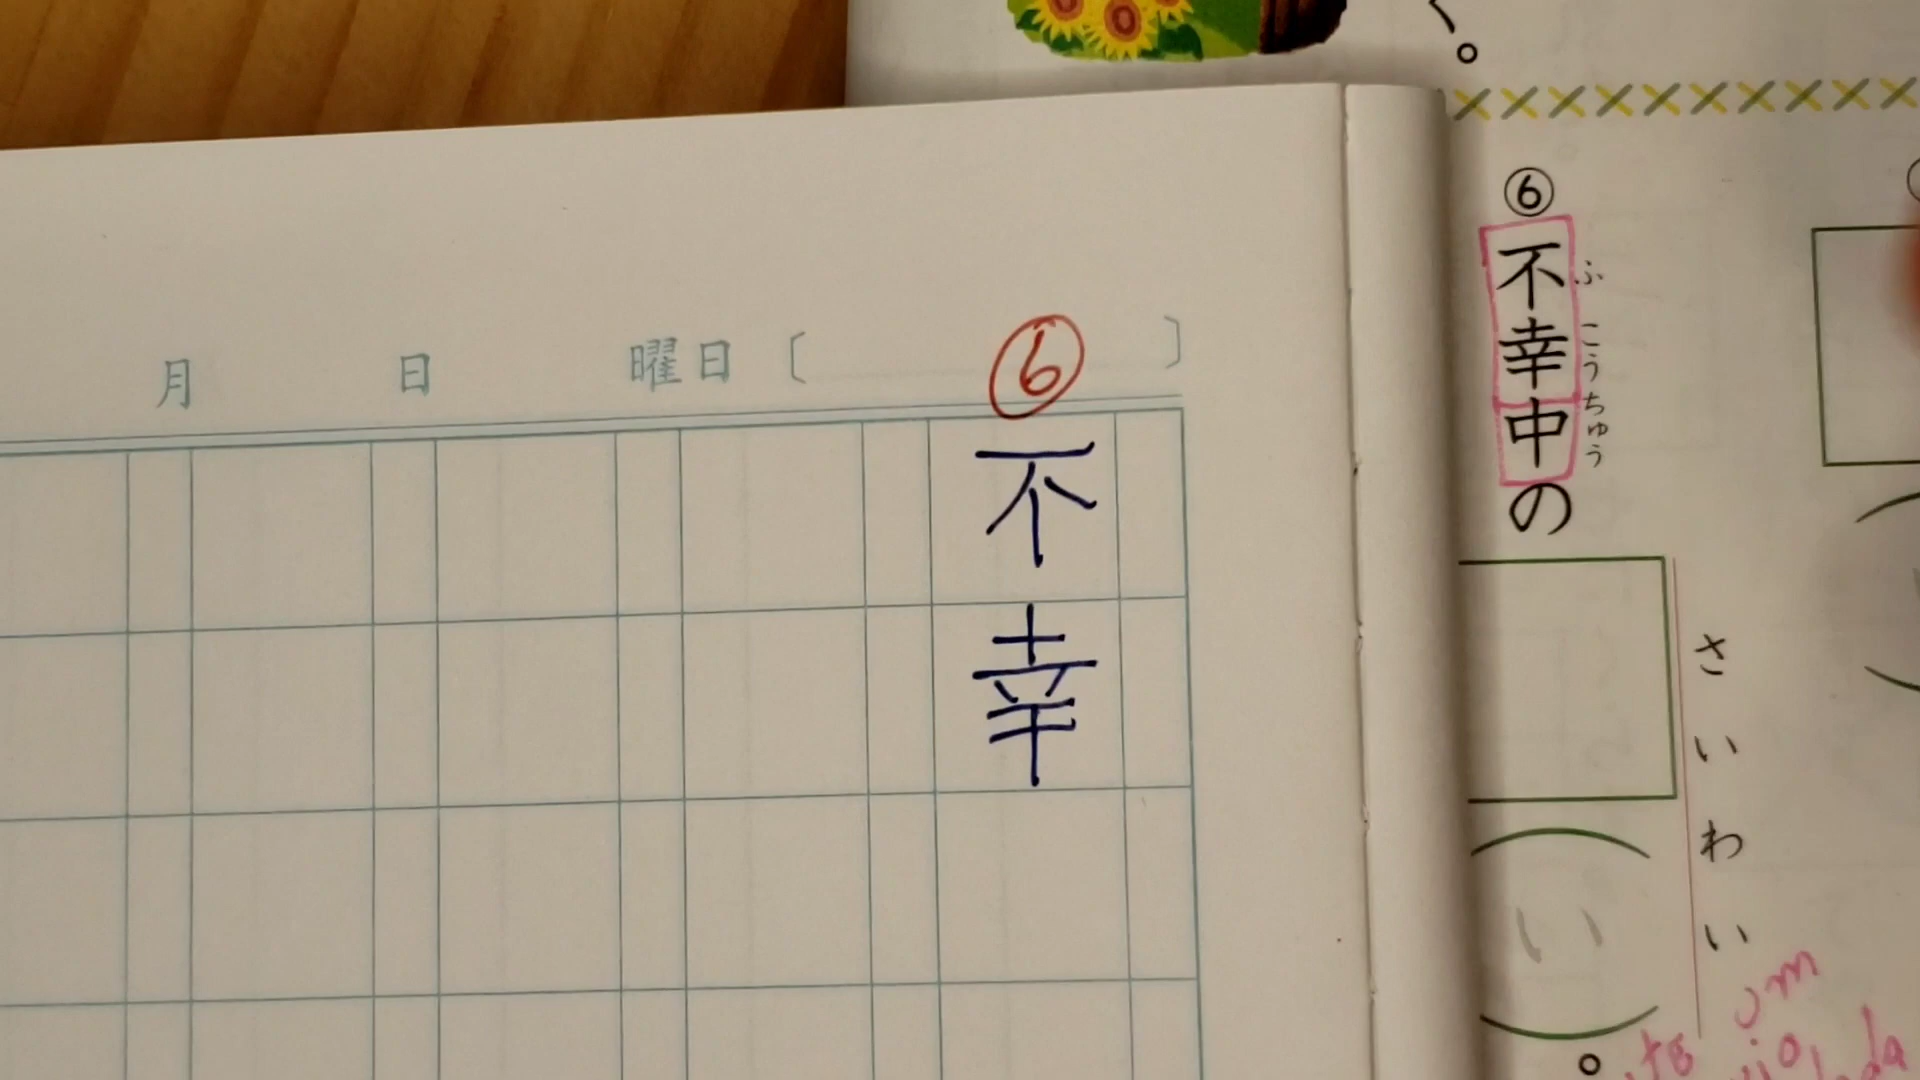 月 日 曜日〔 〕
⑥
不幸
く。
⑥
不幸中の
ふ こう ちゅう
さいわい
い
。